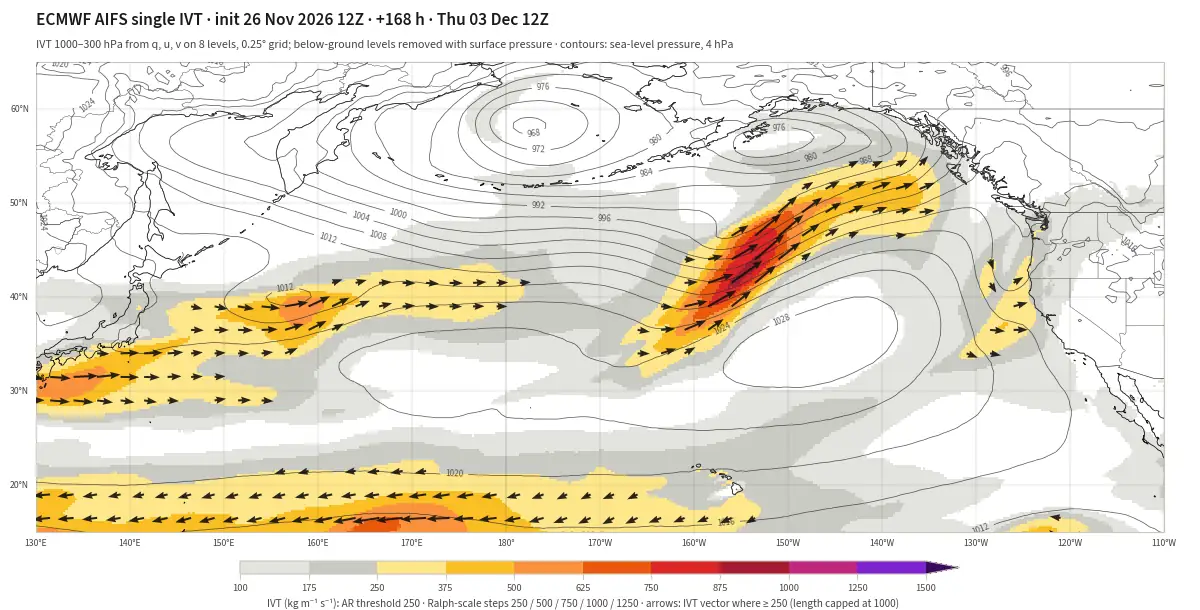 ECMWF AIFS single IVT · init 26 Nov 2026 12Z · +168 h · Thu 03 Dec 12Z
IVT 1000–300 hPa from q, u, v on 8 levels, 0.25° grid; below-ground levels removed with surface pressure · contours: sea-level pressure, 4 hPa
1020
996
60°N
1024
976
968
972
980
976
980
988
984
50°N
1024
1004
1000
992
996
1008
1012
1016
40°N
1012
1024
1028
30°N
20°N
1020
1016
1012
130°E 140°E 150°E 160°E 170°E 180° 170°W 160°W 150°W 140°W 130°W 120°W 110°W
100 175 250 375 500 625 750 875 1000 1250 1500
IVT (kg m⁻¹ s⁻¹): AR threshold 250 · Ralph-scale steps 250 / 500 / 750 / 1000 / 1250 · arrows: IVT vector where ≥ 250 (length capped at 1000)